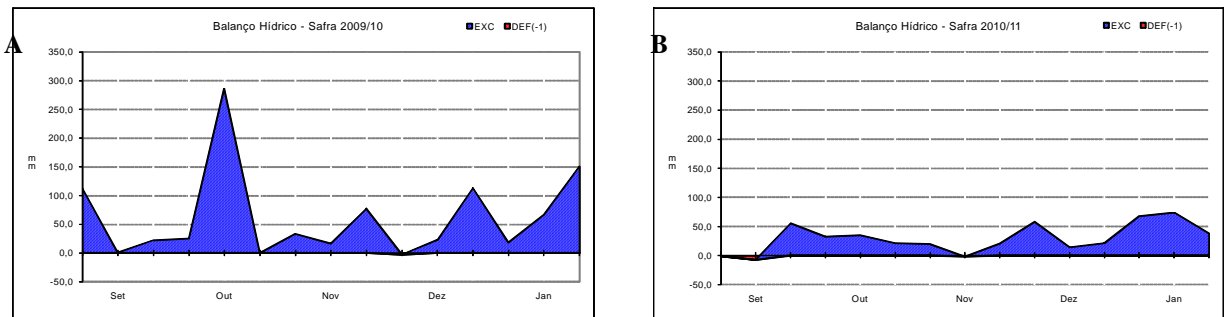 A
Balanço Hídrico - Safra 2009/10
EXC DEF(-1)
350,0
300,0
250,0
200,0
150,0
100,0
50,0
0,0
-50,0
mm
Set Out Nov Dez Jan
B
Balanço Hídrico - Safra 2010/11
EXC DEF(-1)
350,0
300,0
250,0
200,0
150,0
100,0
50,0
0,0
-50,0
mm
Set Out Nov Dez Jan